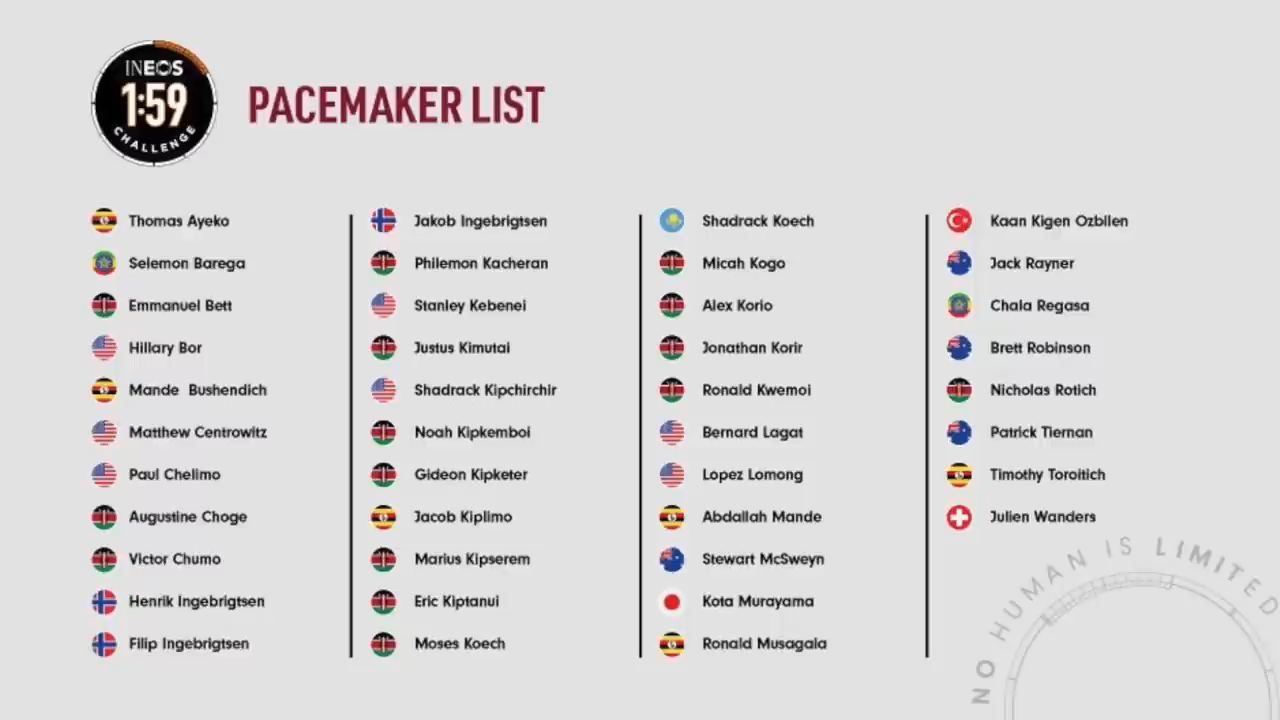 INEOS
1:59
CHALLENGE
PACEMAKER LIST
Thomas Ayeko
Selemon Barega
Emmanuel Bett
Hillary Bor
Mande Bushendich
Matthew Centrowitz
Paul Chelimo
Augustine Choge
Victor Chumo
Henrik Ingebrigtsen
Filip Ingebrigtsen
Jakob Ingebrigtsen
Philemon Kacheran
Stanley Kebenei
Justus Kimutai
Shadrack Kipchirchir
Noah Kipkemboi
Gideon Kipketer
Jacob Kiplimo
Marius Kipserem
Eric Kiptanui
Moses Koech
Shadrack Koech
Micah Kogo
Alex Korio
Jonathan Korir
Ronald Kwemoi
Bernard Lagat
Lopez Lomong
Abdallah Mande
Stewart McSweyn
Kota Murayama
Ronald Musagala
Kaan Kigen Ozbilen
Jack Rayner
Chala Regasa
Brett Robinson
Nicholas Rotich
Patrick Tiernan
Timothy Toroitich
Julien Wanders
NO HUMAN IS LIMITED